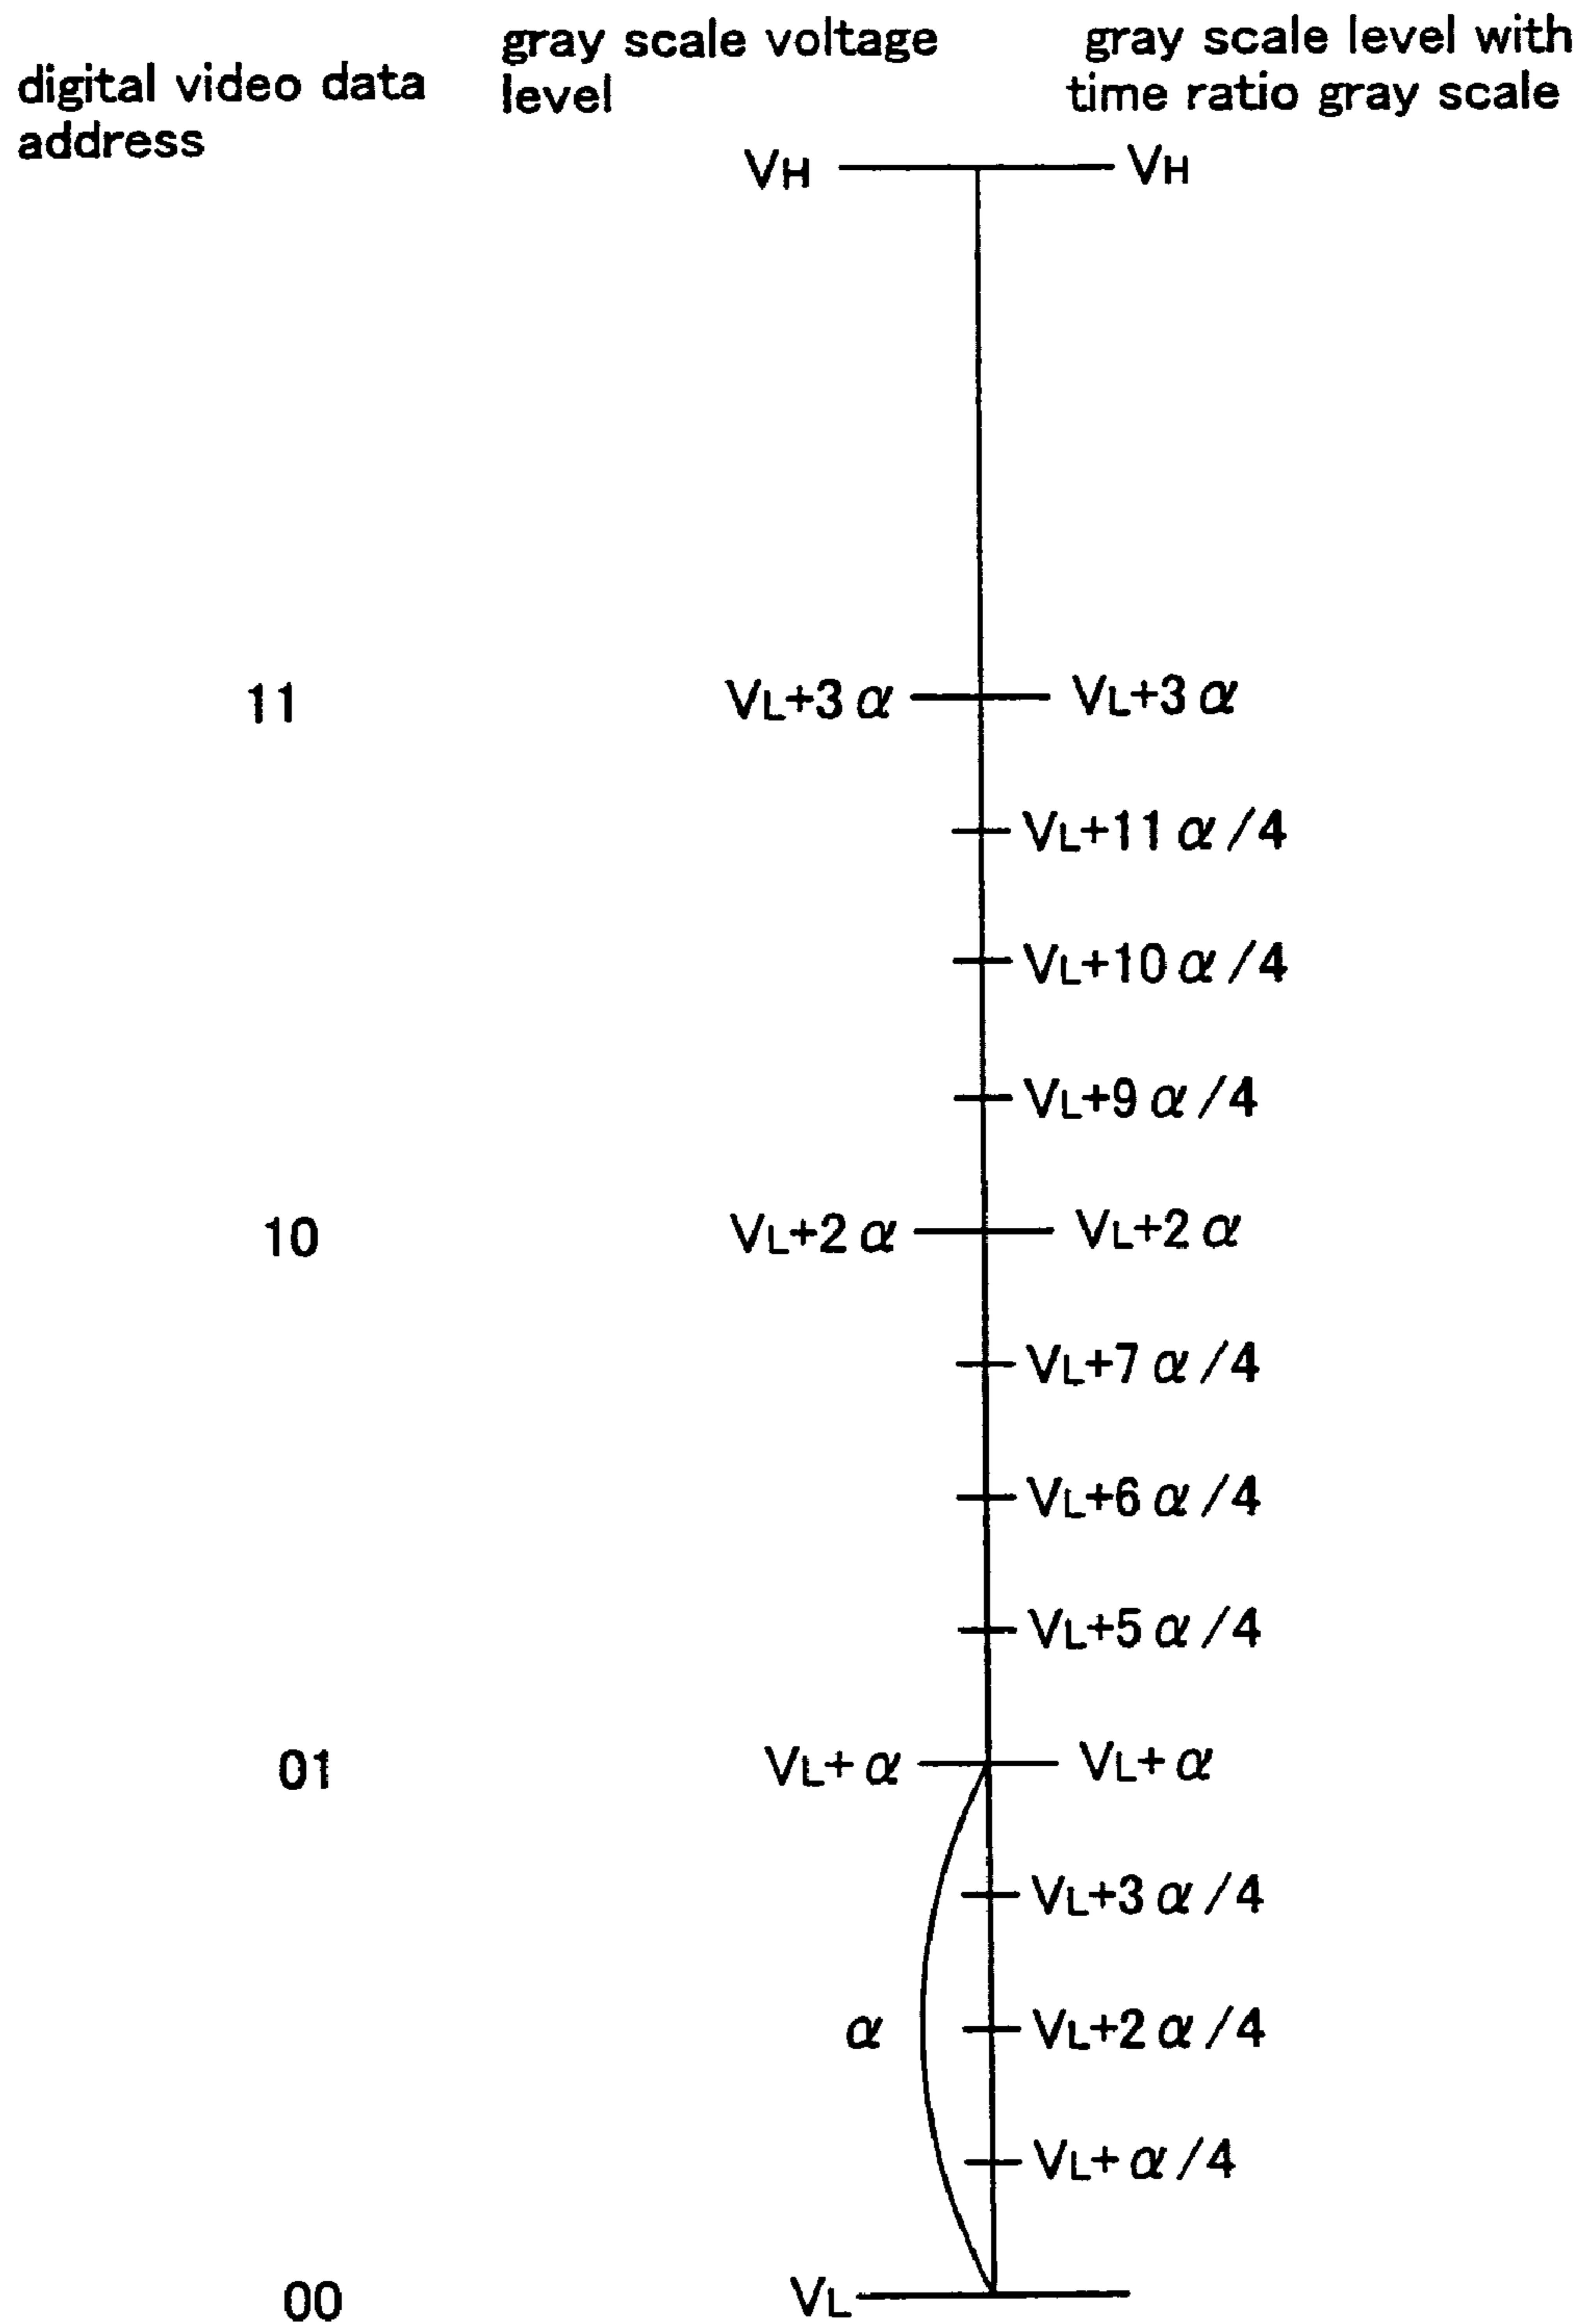 digital video data
address
gray scale voltage
level
gray scale level with
time ratio gray scale
VH VH
11 VL+3α VL+3α
VL+11α/4
VL+10α/4
VL+9α/4
10 VL+2α VL+2α
VL+7α/4
VL+6α/4
VL+5α/4
01 VL+α VL+α
VL+3α/4
α VL+2α/4
VL+α/4
00 VL